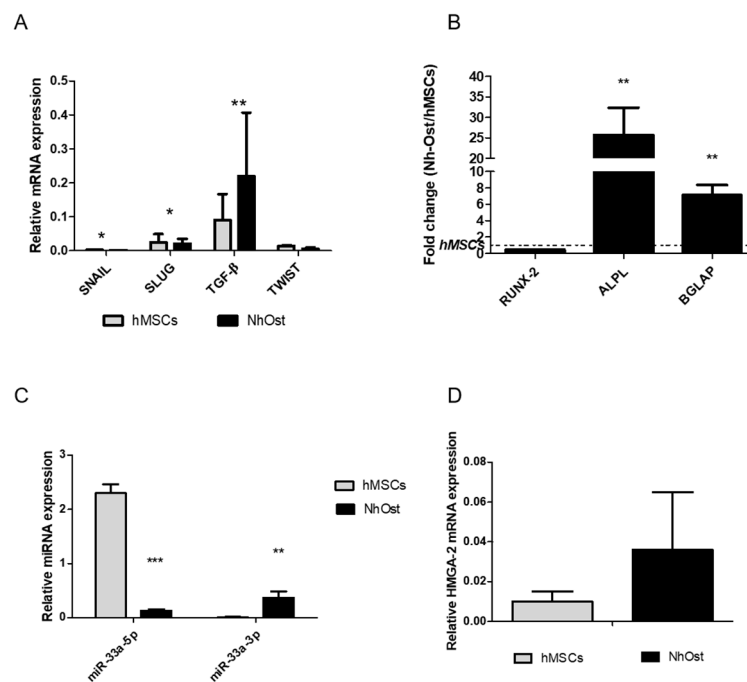 A
Relative mRNA expression
0.5
0.4
0.3
0.2
0.1
0.0
*
*
**
SNAIL
SLUG
TGF-β
TWIST
hMSCs
NhOst
B
Fold change (Nh-Ost/hMSCs)
40
35
30
25
20
8
6
4
2
0
hMSCs
**
**
RUNX-2
ALPL
BGLAP
C
Relative miRNA expression
3
2
1
0
***
**
miR-33a-5p
miR-33a-3p
hMSCs
NhOst
D
Relative HMGA-2 mRNA expression
0.08
0.06
0.04
0.02
0.00
hMSCs
NhOst